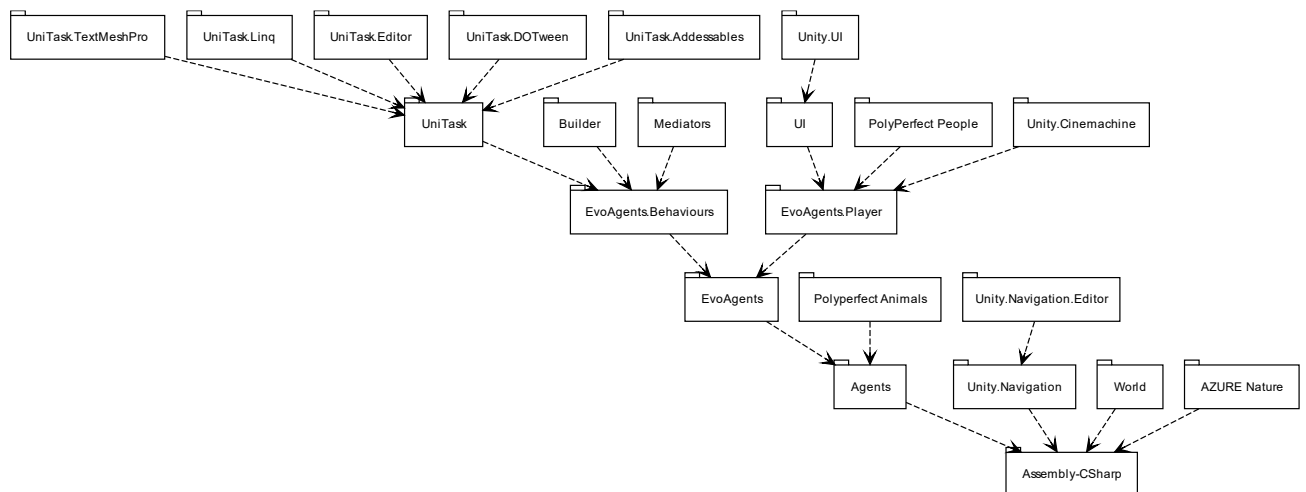 UniTask.TextMeshPro
UniTask.Linq
UniTask.Editor
UniTask.DOTween
UniTask.Addessables
Unity.UI
UniTask
Builder
Mediators
UI
PolyPerfect People
Unity.Cinemachine
EvoAgents.Behaviours
EvoAgents.Player
EvoAgents
Polyperfect Animals
Unity.Navigation.Editor
Agents
Unity.Navigation
World
AZURE Nature
Assembly-CSharp